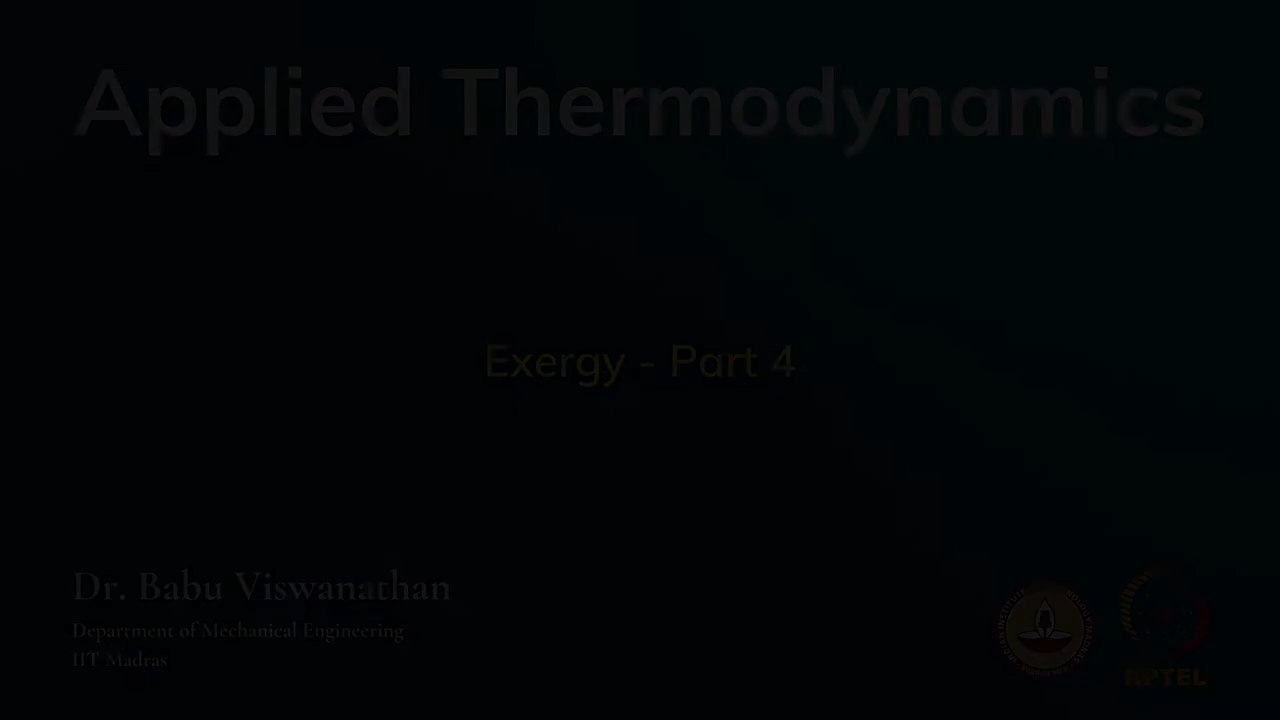 Applied Thermodynamics
Exergy - Part 4
Dr. Babu Viswanathan
Department of Mechanical Engineering
IIT Madras
NPTEL